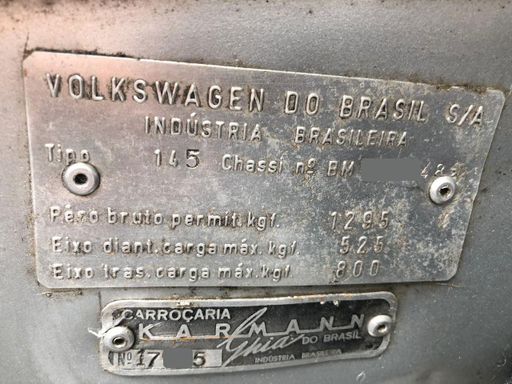 VOLKSWAGEN DO BRASIL S/A
INDÚSTRIA BRASILEIRA
Tipo 145 Chassi nº BM 483
Pêso bruto permit. kgf. 1295
Eixo diant. carga máx. kgf. 525
Eixo tras. carga máx. kgf. 800
CARROÇARIA
KARMANN
Ghia DO BRASIL
Nº 17 5 INDÚSTRIA BRASILEIRA